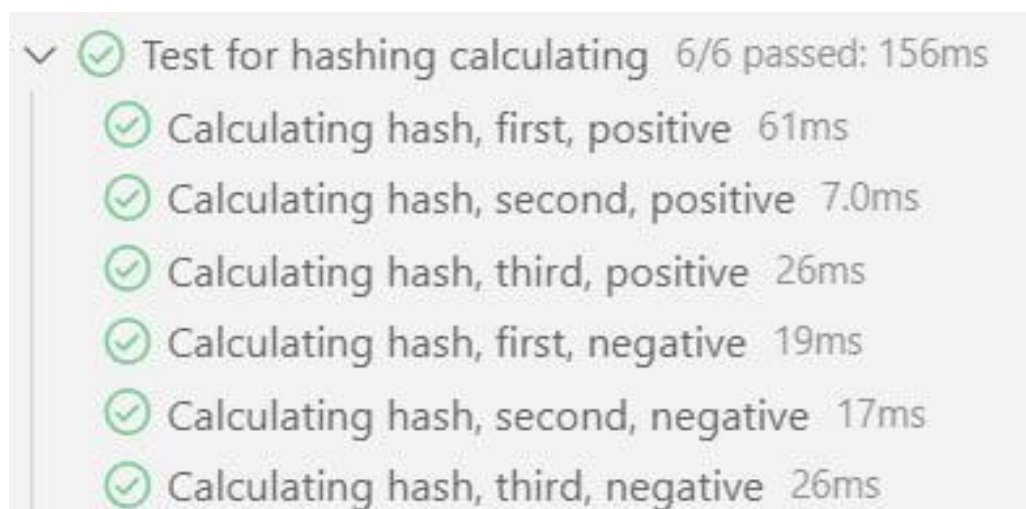 Test for hashing calculating 6/6 passed: 156ms
Calculating hash, first, positive 61ms
Calculating hash, second, positive 7.0ms
Calculating hash, third, positive 26ms
Calculating hash, first, negative 19ms
Calculating hash, second, negative 17ms
Calculating hash, third, negative 26ms